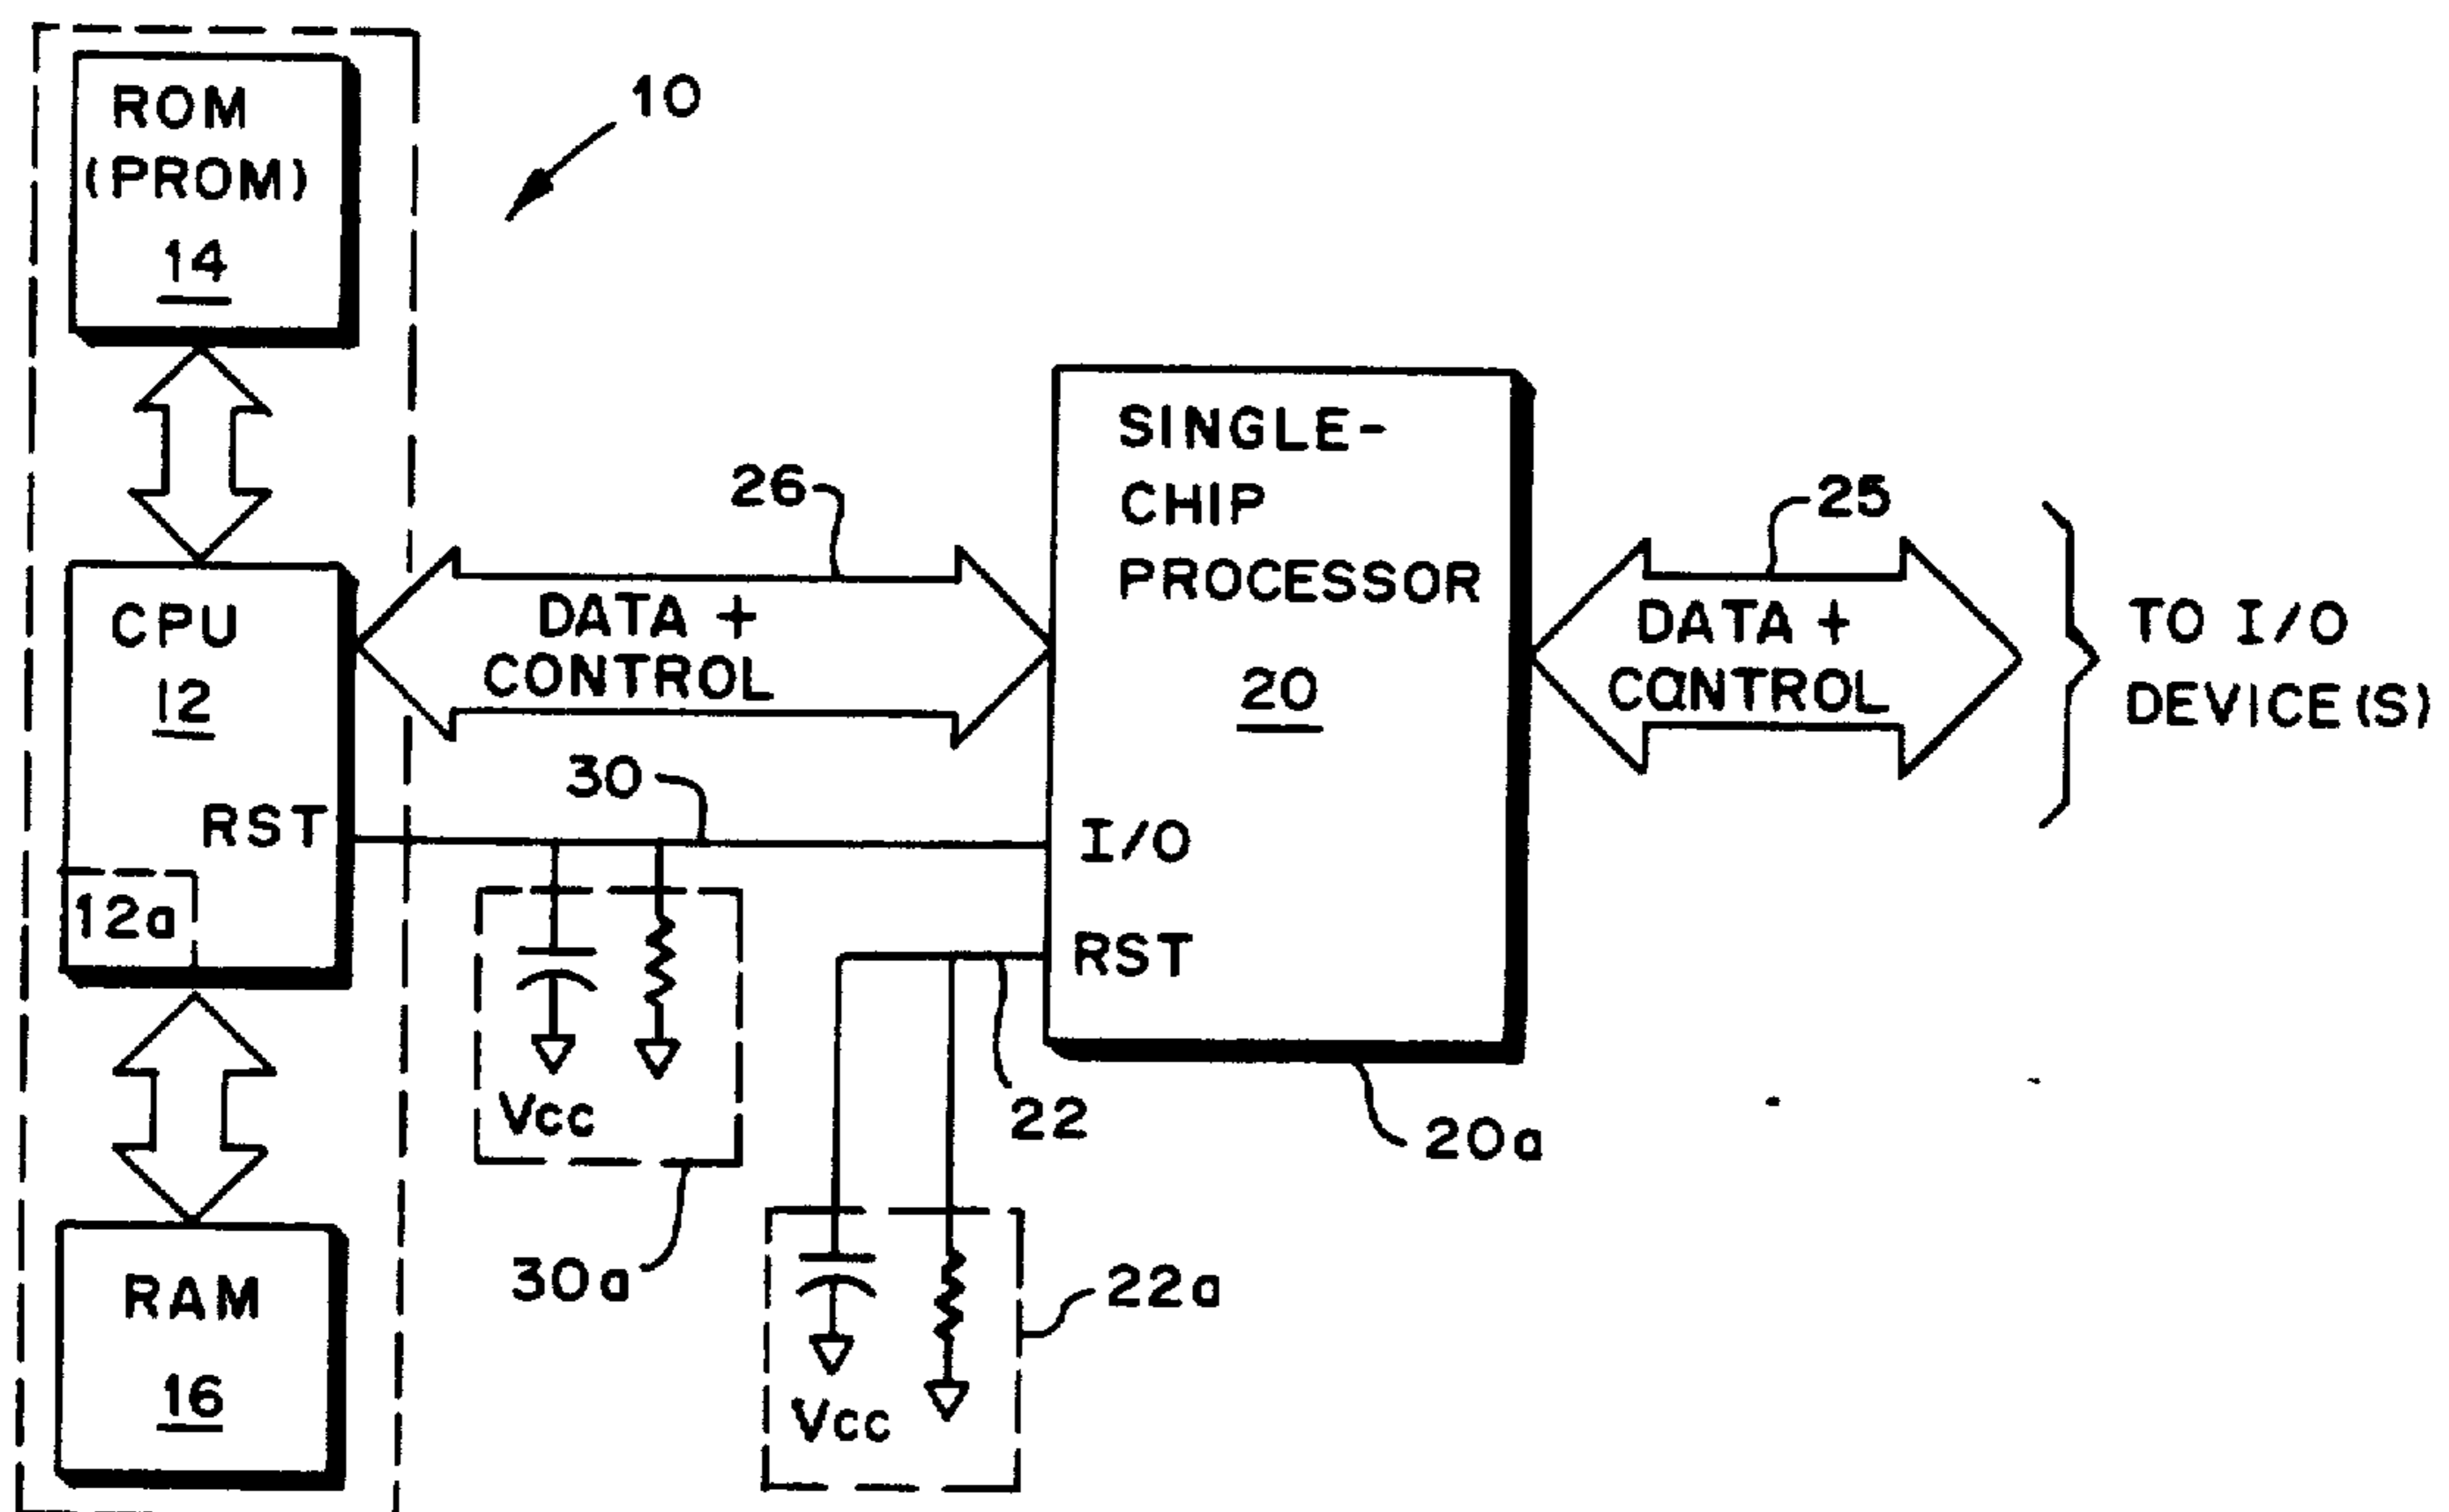 10
ROM
(PROM)
14
CPU
12
RST
12a
RAM
16
26
DATA +
CONTROL
30
Vcc
30a
SINGLE-
CHIP
PROCESSOR
20
I/O
RST
22
20a
Vcc
22a
25
DATA +
CONTROL
TO I/O
DEVICE(S)